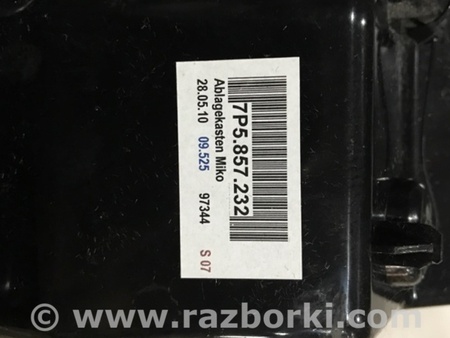 7P5.857.232
Ablagekasten Miko
28.05.10 09.525 97344 S 07
© www.razborki.com